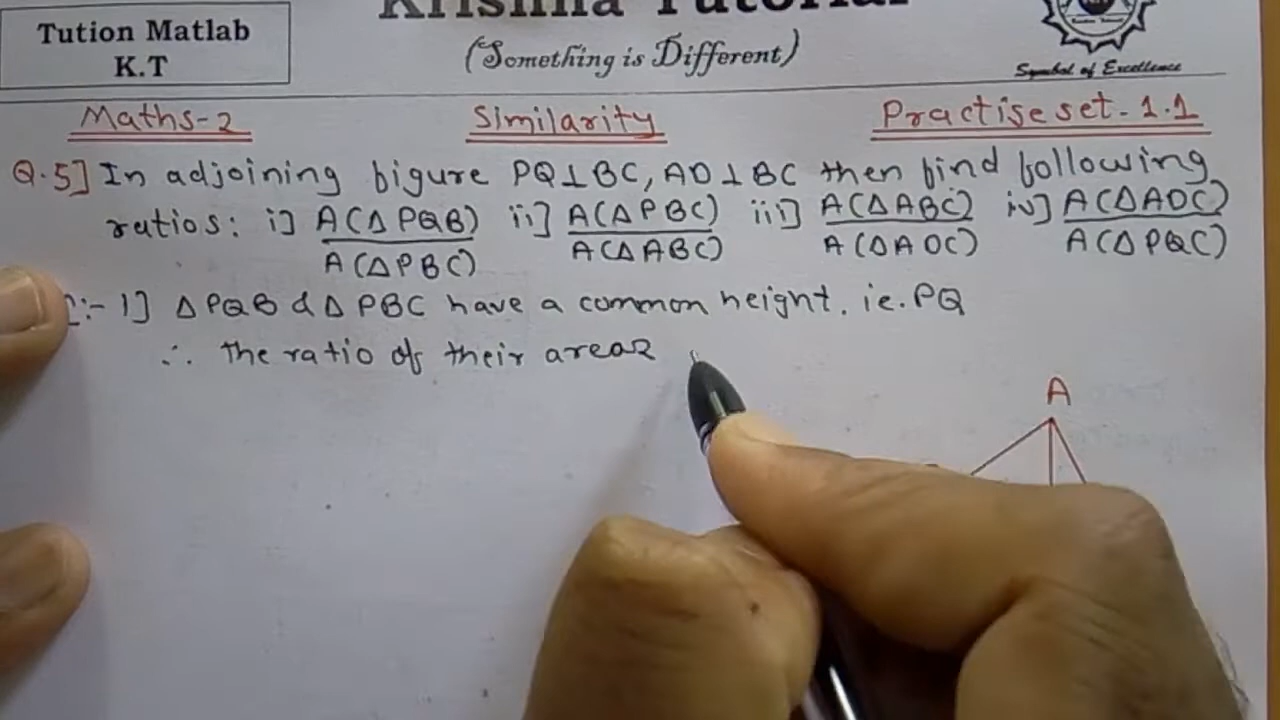 Krishna Tutorial
Tution Matlab
K.T
(Something is Different)
Symbol of Excellence
Maths-2 Similarity Practise set - 1.1
Q.5] In adjoining figure PQ⊥BC, AD⊥BC then find following
ratios: i] A(ΔPQB) / A(ΔPBC) ii] A(ΔPBC) / A(ΔABC) iii] A(ΔABC) / A(ΔADC) iv] A(ΔADC) / A(ΔPQC)
:- 1] ΔPQB & ΔPBC have a common height. ie. PQ
∴ the ratio of their areas
A